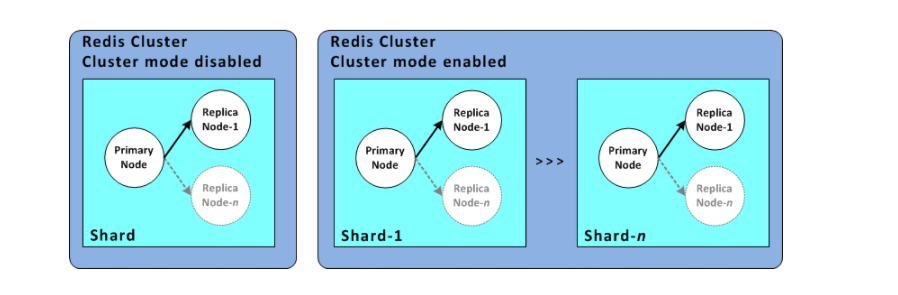 Redis Cluster
Cluster mode disabled
Replica
Node-1
Primary
Node
Replica
Node-n
Shard
Redis Cluster
Cluster mode enabled
Replica
Node-1
Primary
Node
Replica
Node-n
Shard-1
>>>
Replica
Node-1
Primary
Node
Replica
Node-n
Shard-n